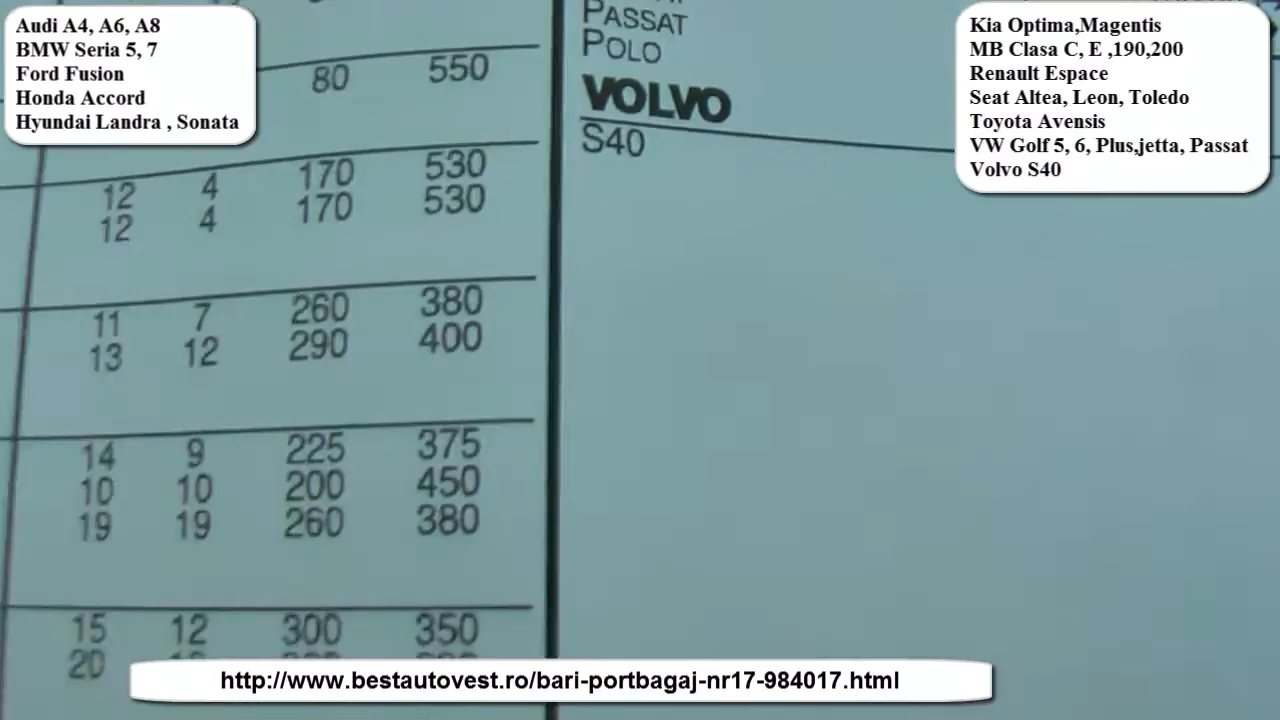 Audi A4, A6, A8
BMW Seria 5, 7
Ford Fusion
Honda Accord
Hyundai Landra , Sonata
80 550
12 4 170 530
12 4 170 530
11 7 260 380
13 12 290 400
14 9 225 375
10 10 200 450
19 19 260 380
15 12 300 350
20
PASSAT
POLO
VOLVO
S40
Kia Optima,Magentis
MB Clasa C, E ,190,200
Renault Espace
Seat Altea, Leon, Toledo
Toyota Avensis
VW Golf 5, 6, Plus,jetta, Passat
Volvo S40
http://www.bestautovest.ro/bari-portbagaj-nr17-984017.html